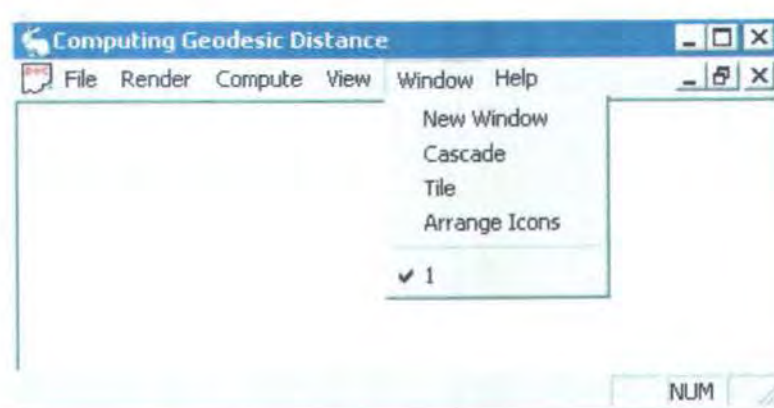 Computing Geodesic Distance
File Render Compute View Window Help
New Window
Cascade
Tile
Arrange Icons
✓ 1
NUM